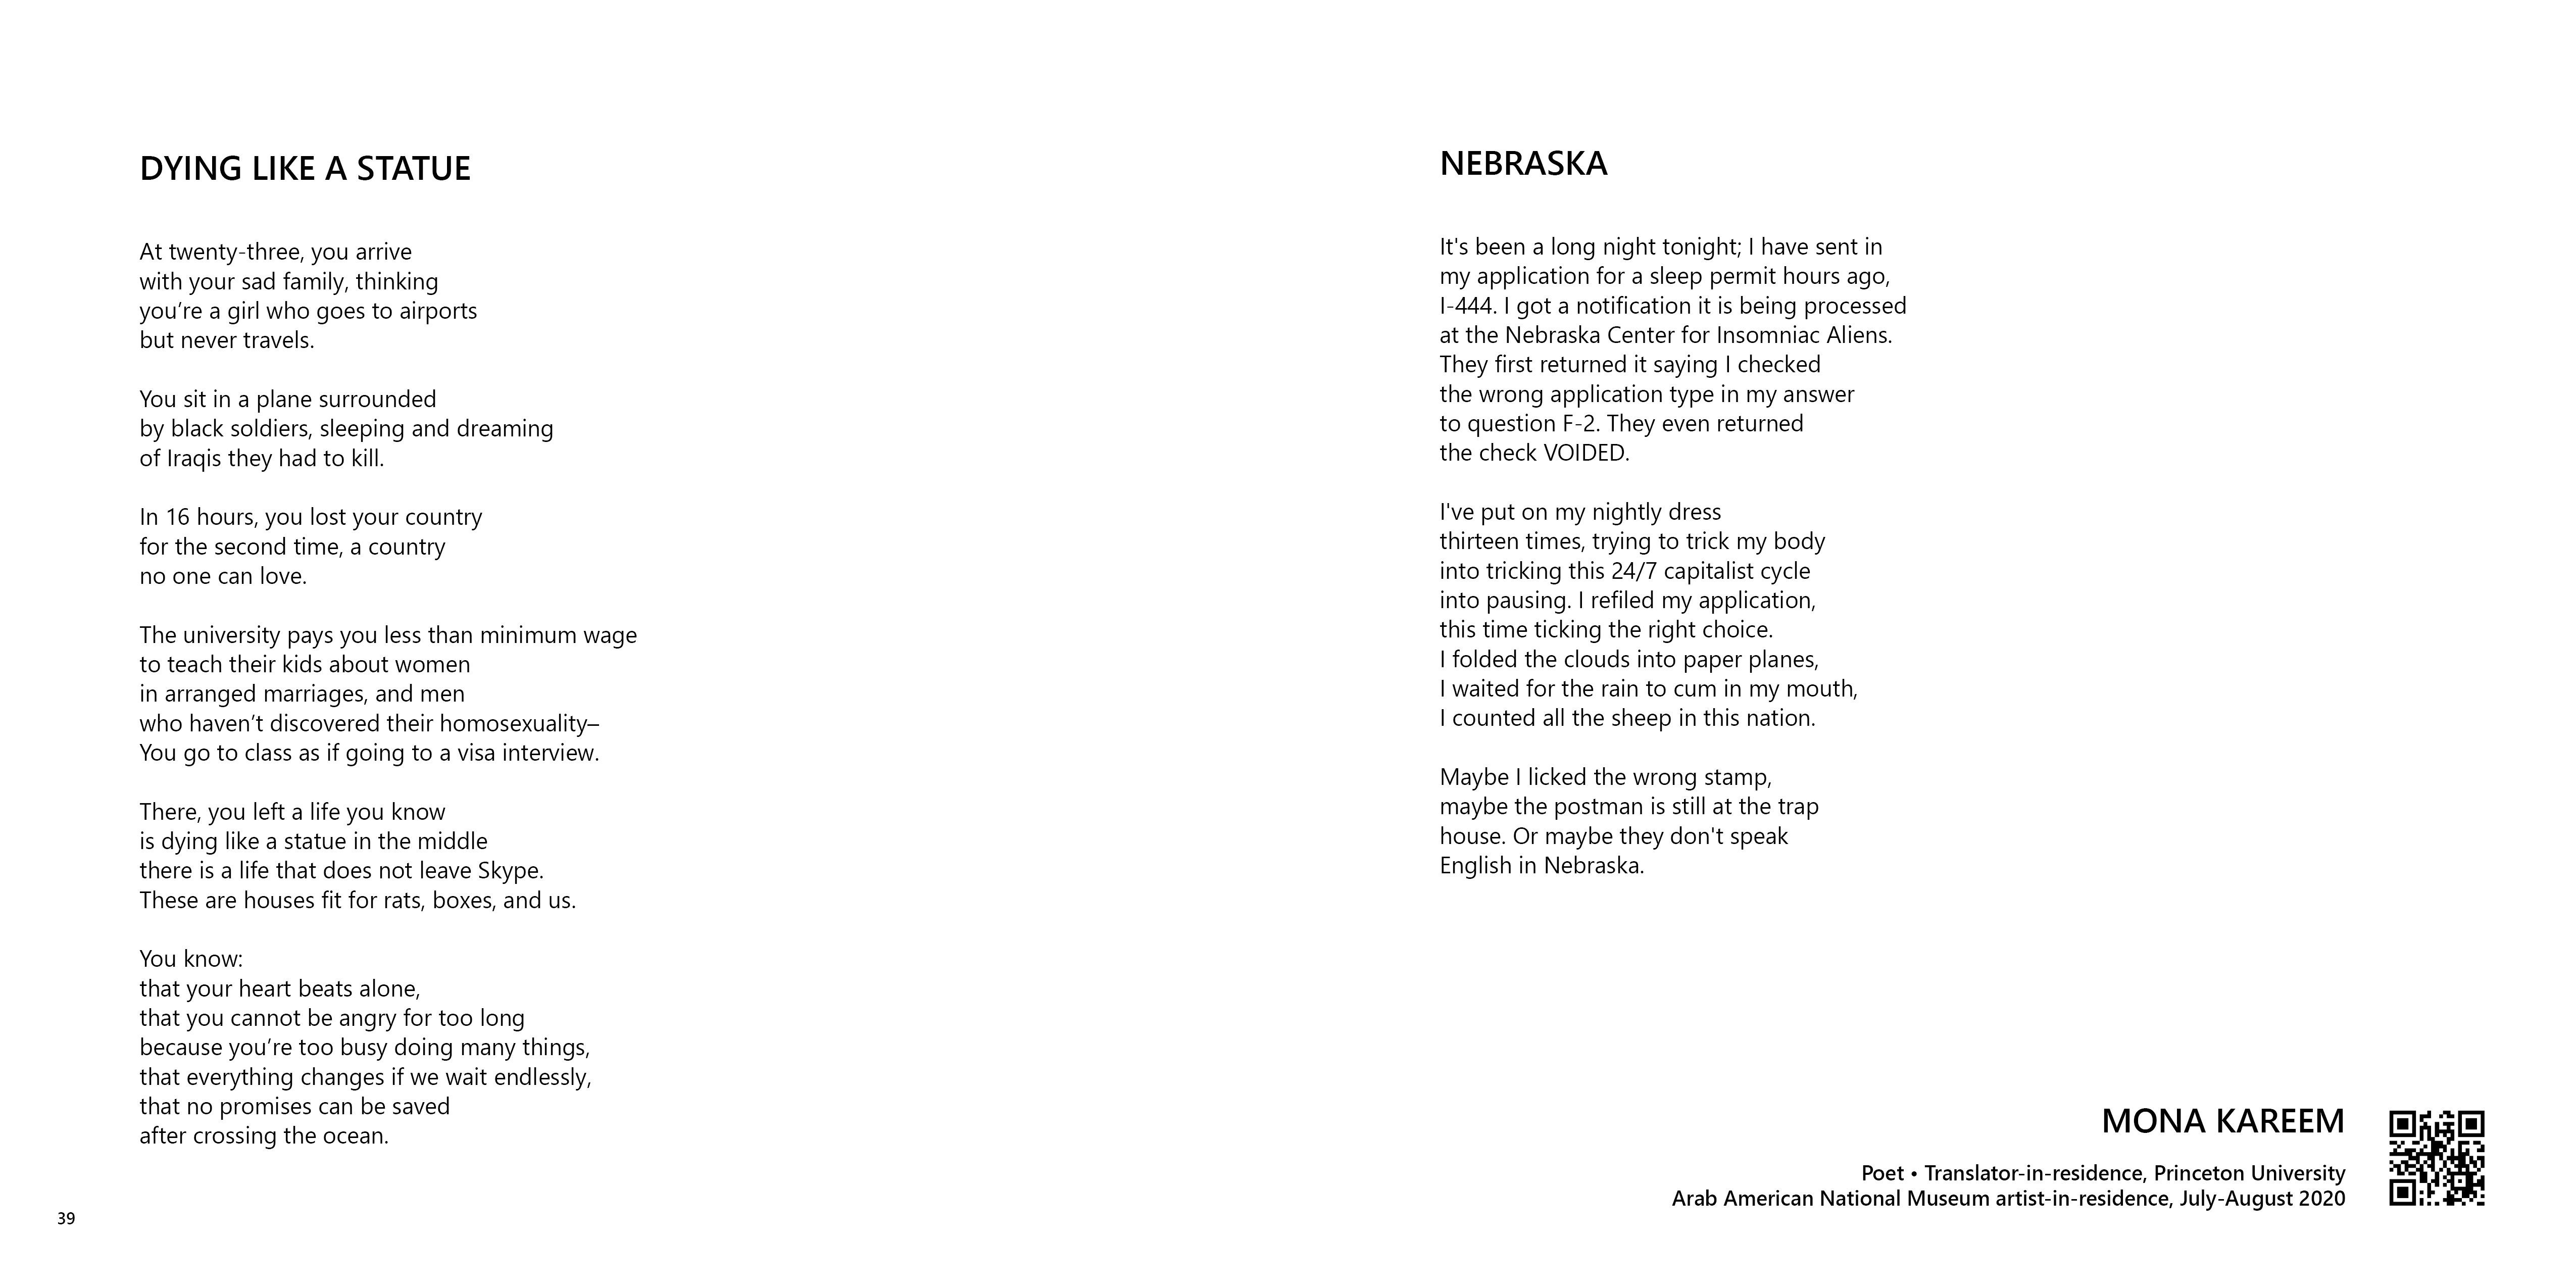 DYING LIKE A STATUE
At twenty-three, you arrive
with your sad family, thinking
you’re a girl who goes to airports
but never travels.
You sit in a plane surrounded
by black soldiers, sleeping and dreaming
of Iraqis they had to kill.
In 16 hours, you lost your country
for the second time, a country
no one can love.
The university pays you less than minimum wage
to teach their kids about women
in arranged marriages, and men
who haven’t discovered their homosexuality–
You go to class as if going to a visa interview.
There, you left a life you know
is dying like a statue in the middle
there is a life that does not leave Skype.
These are houses fit for rats, boxes, and us.
You know:
that your heart beats alone,
that you cannot be angry for too long
because you’re too busy doing many things,
that everything changes if we wait endlessly,
that no promises can be saved
after crossing the ocean.
39
NEBRASKA
It's been a long night tonight; I have sent in
my application for a sleep permit hours ago,
I-444. I got a notification it is being processed
at the Nebraska Center for Insomniac Aliens.
They first returned it saying I checked
the wrong application type in my answer
to question F-2. They even returned
the check VOIDED.
I've put on my nightly dress
thirteen times, trying to trick my body
into tricking this 24/7 capitalist cycle
into pausing. I refiled my application,
this time ticking the right choice.
I folded the clouds into paper planes,
I waited for the rain to cum in my mouth,
I counted all the sheep in this nation.
Maybe I licked the wrong stamp,
maybe the postman is still at the trap
house. Or maybe they don't speak
English in Nebraska.
MONA KAREEM
Poet • Translator-in-residence, Princeton University
Arab American National Museum artist-in-residence, July-August 2020